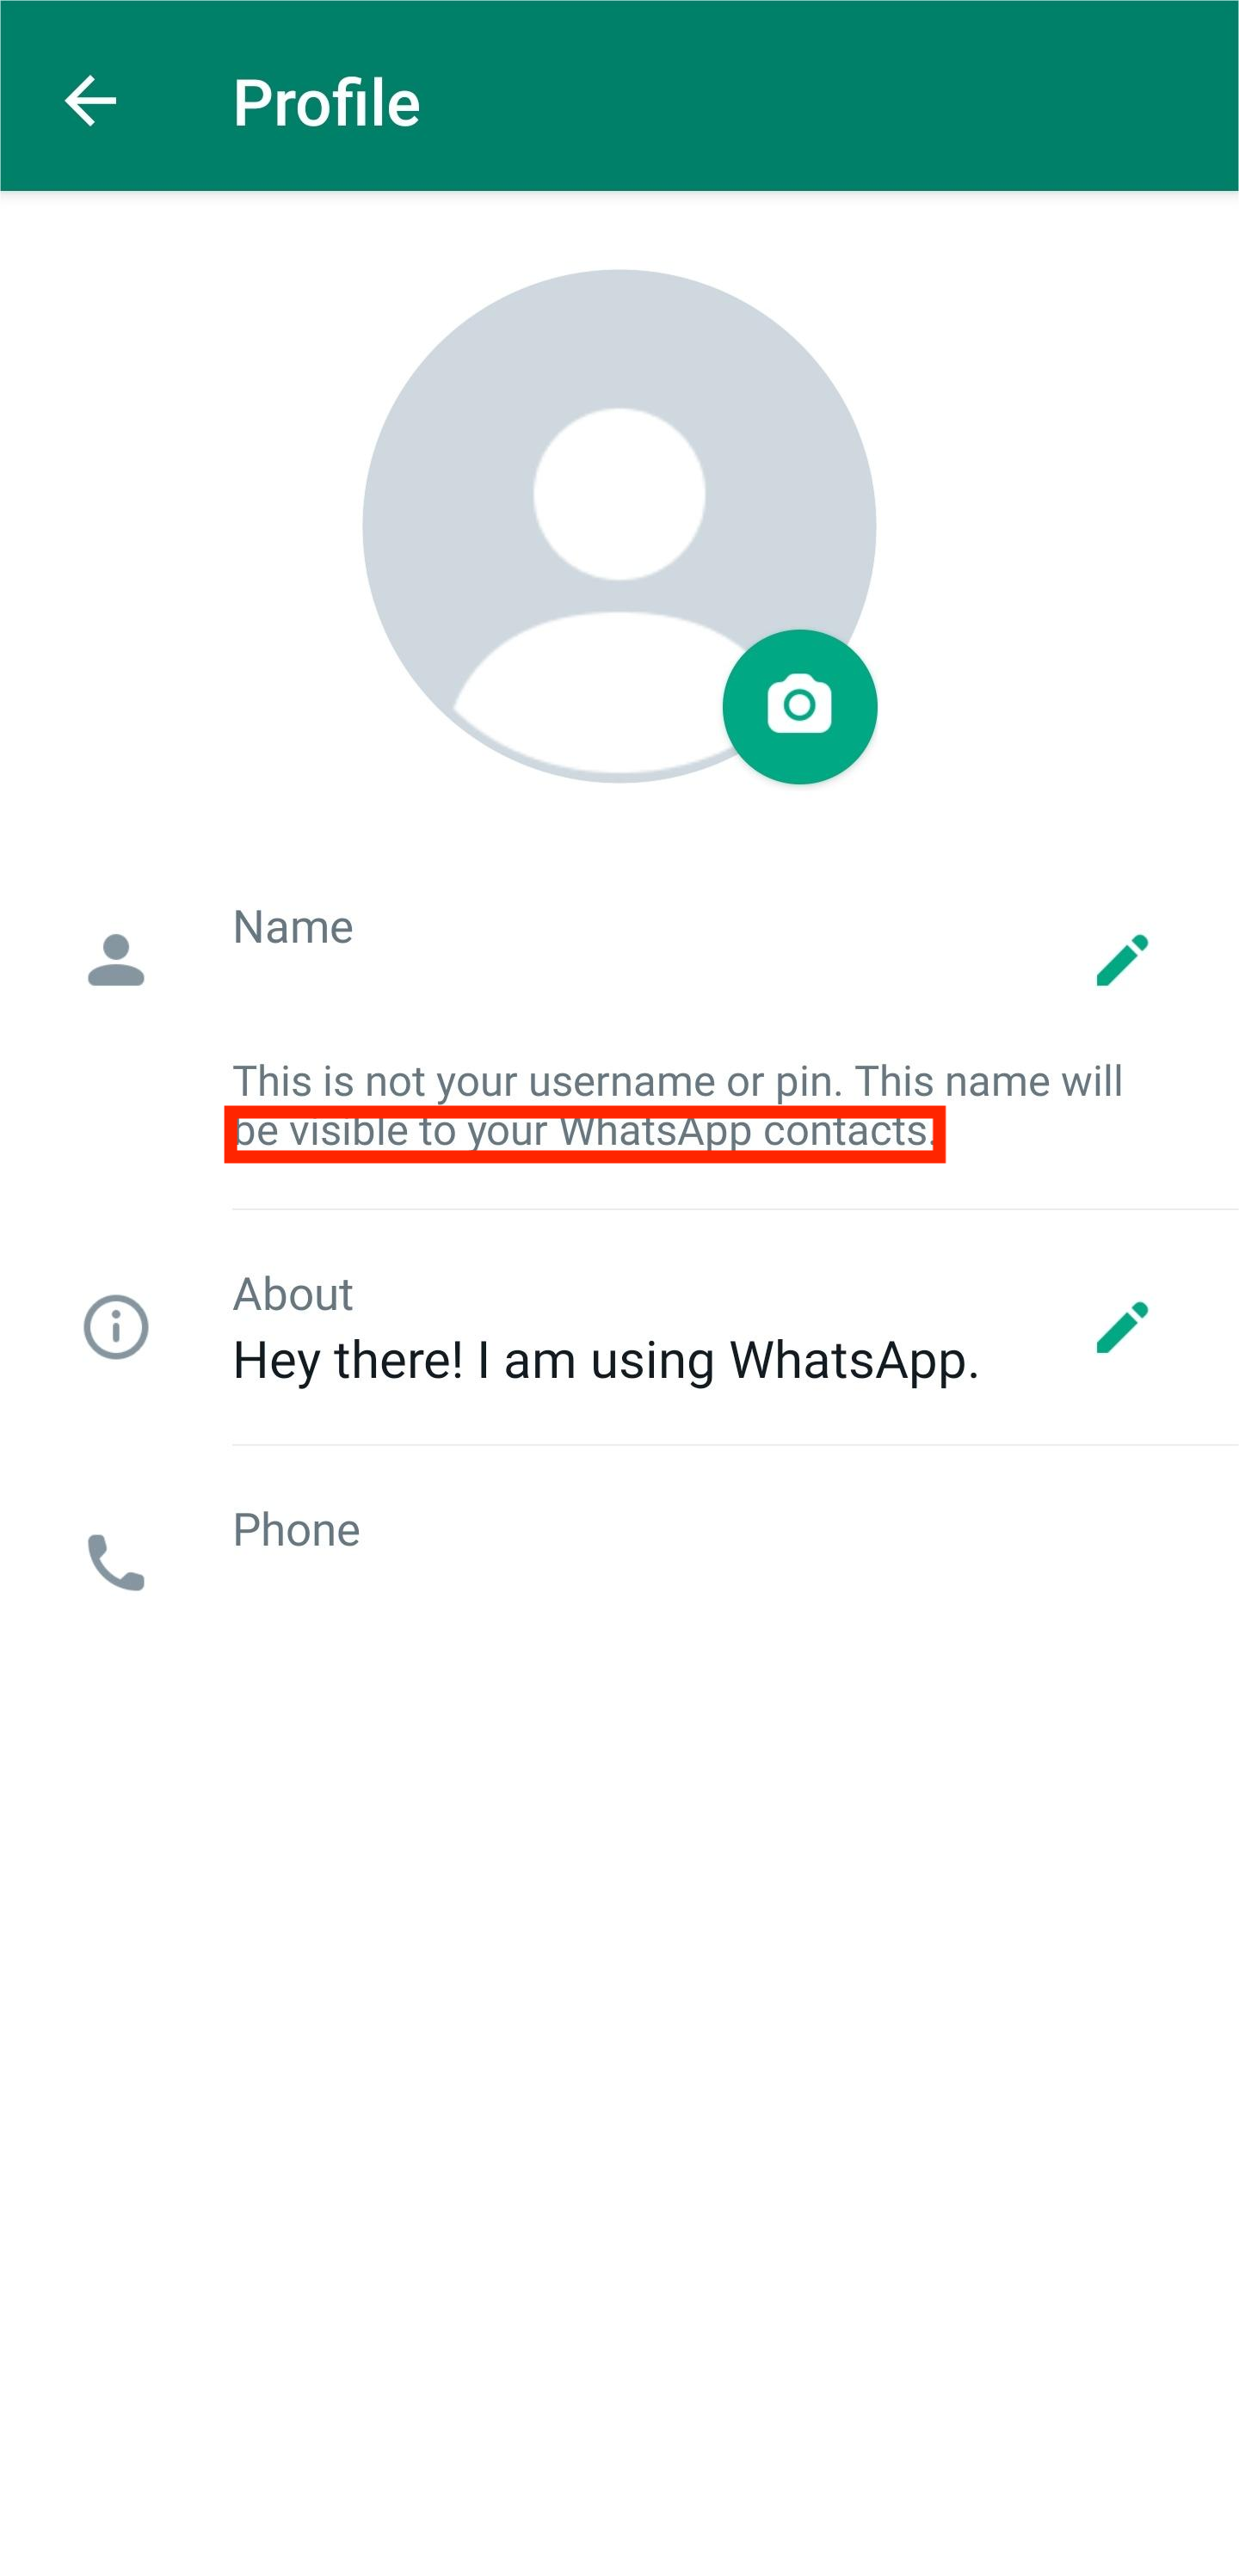 Profile
Name
This is not your username or pin. This name will
be visible to your WhatsApp contacts.
About
Hey there! I am using WhatsApp.
Phone